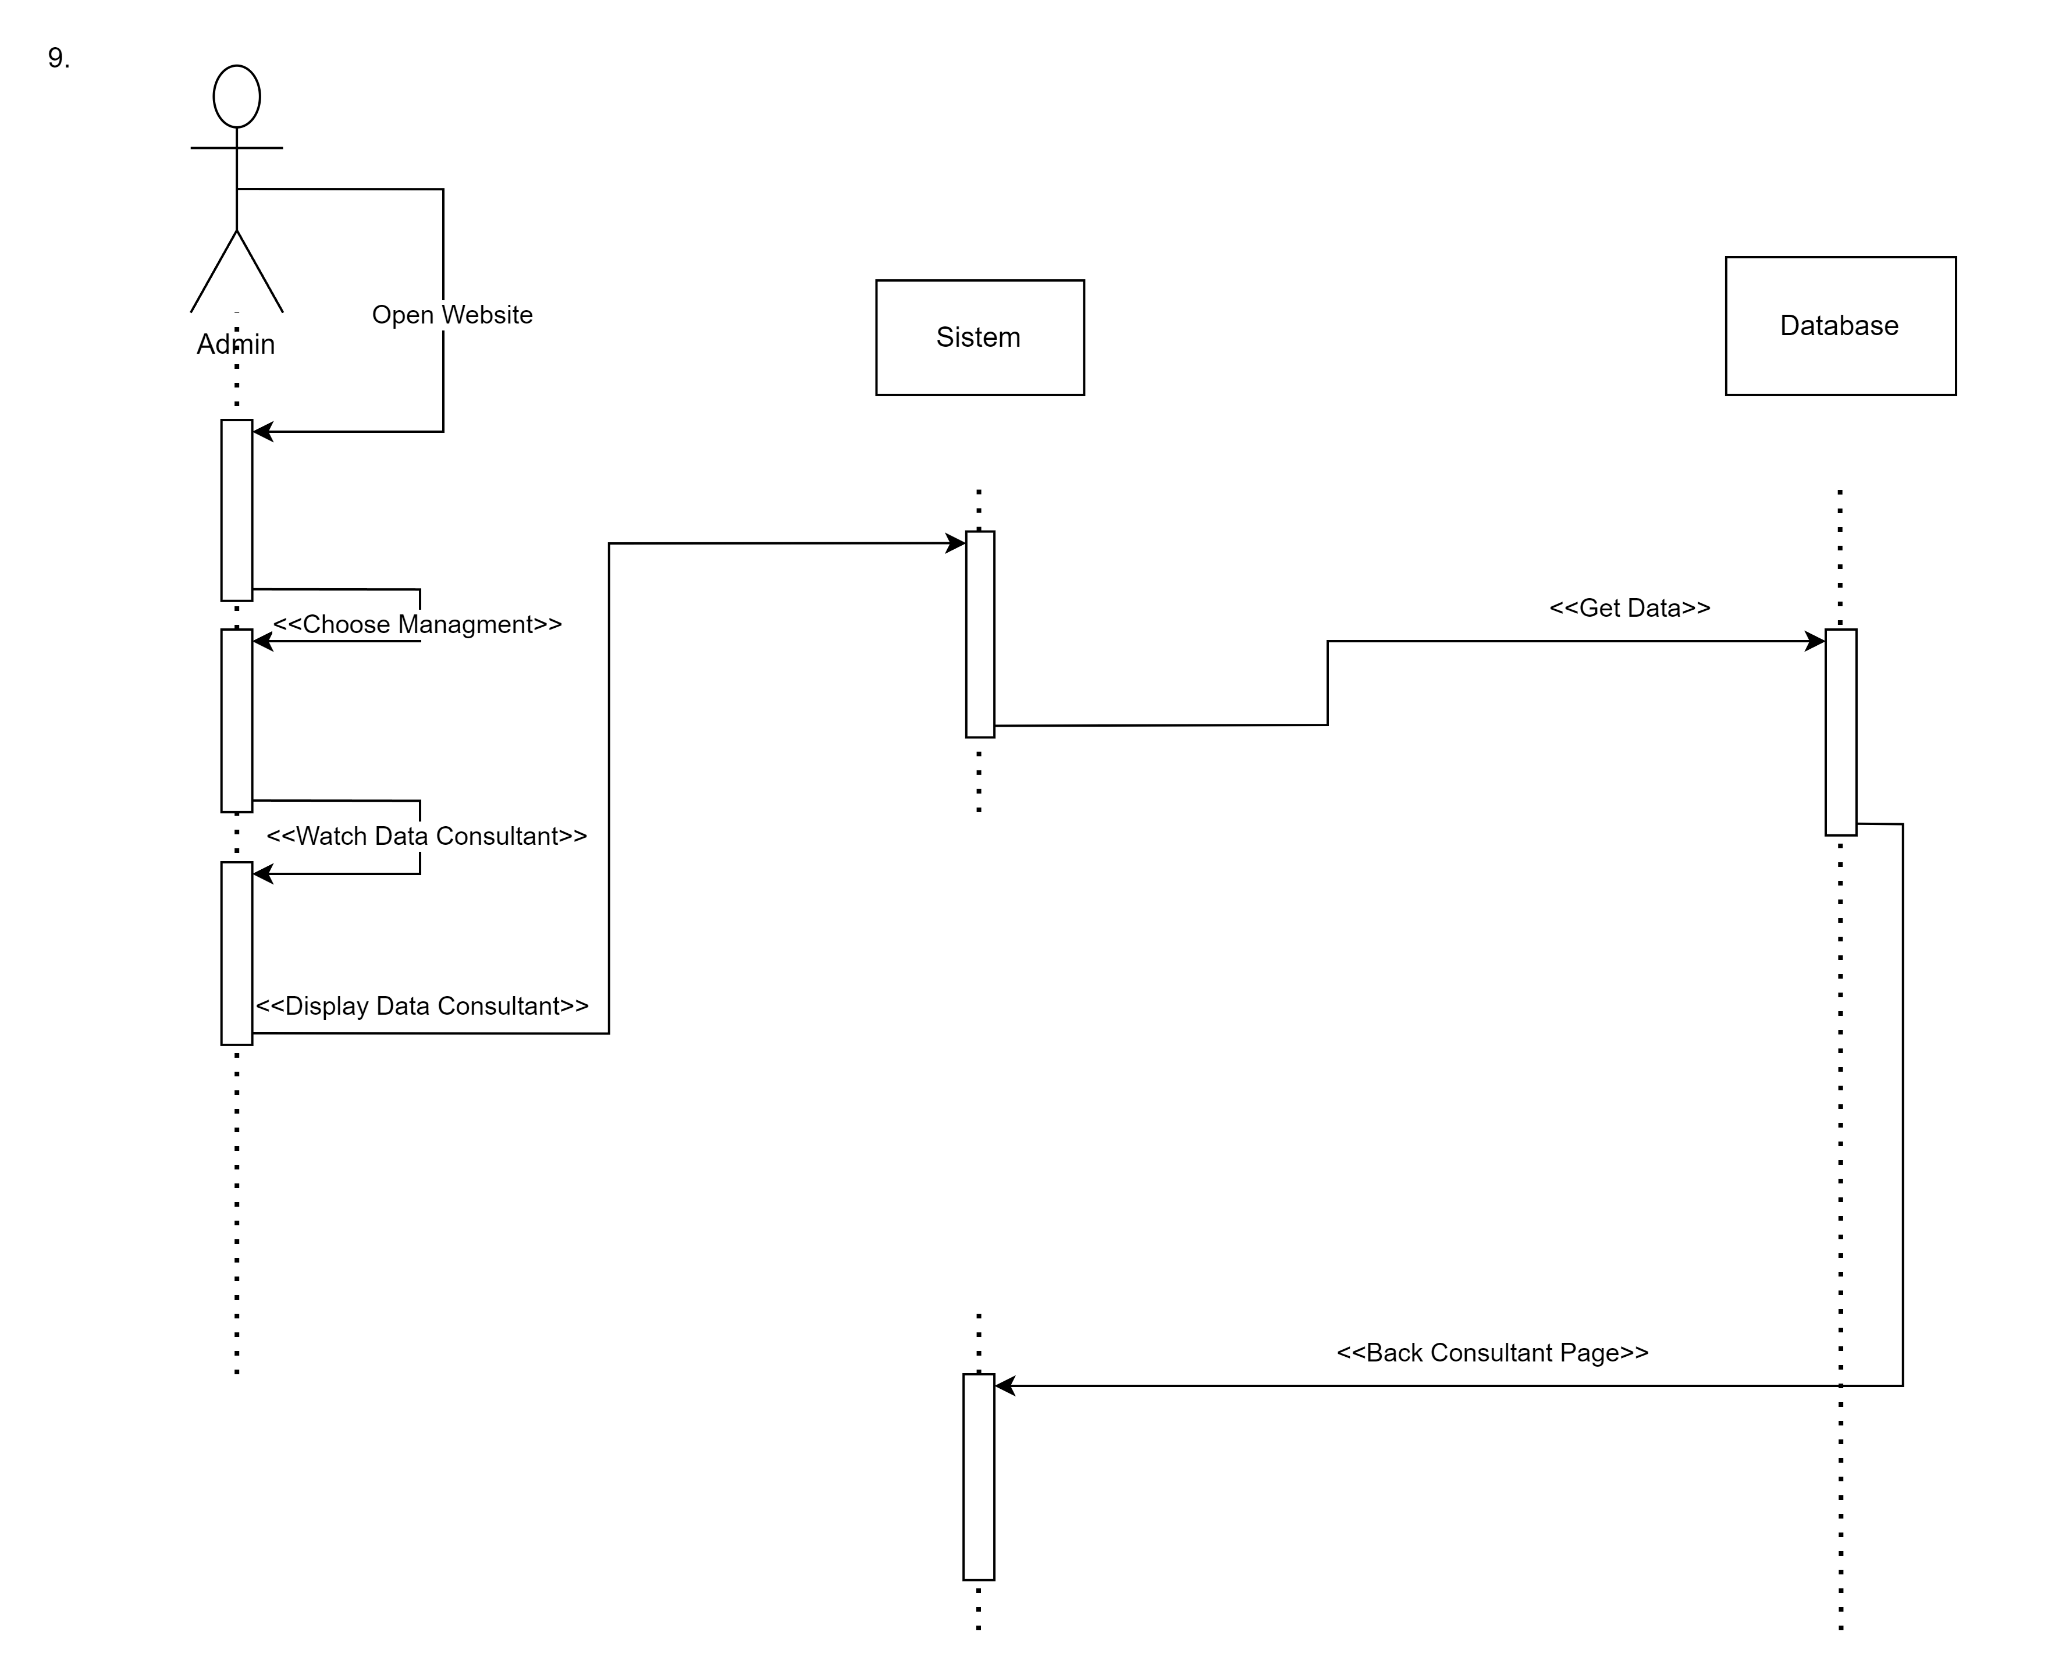 9.
Admin
Open Website
Sistem
Database
<<Choose Managment>>
<<Get Data>>
<<Watch Data Consultant>>
<<Display Data Consultant>>
<<Back Consultant Page>>